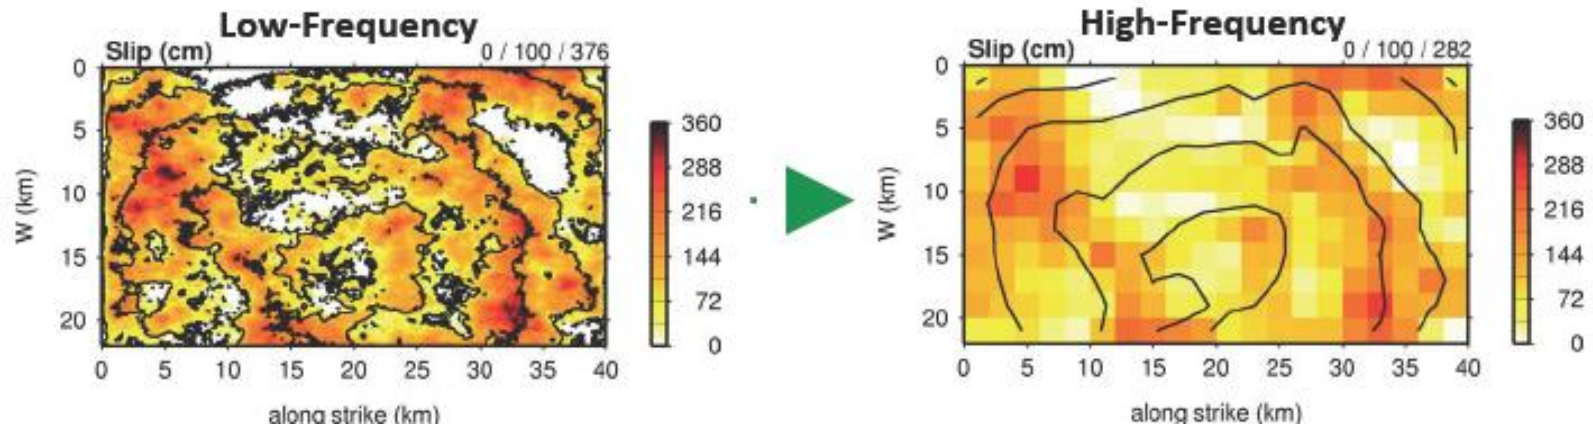 Low-Frequency
Slip (cm) 0 / 100 / 376
0
5
10
15
20
W (km)
0 5 10 15 20 25 30 35 40
along strike (km)
360
288
216
144
72
0
High-Frequency
Slip (cm) 0 / 100 / 282
0
5
10
15
20
W (km)
0 5 10 15 20 25 30 35 40
along strike (km)
360
288
216
144
72
0